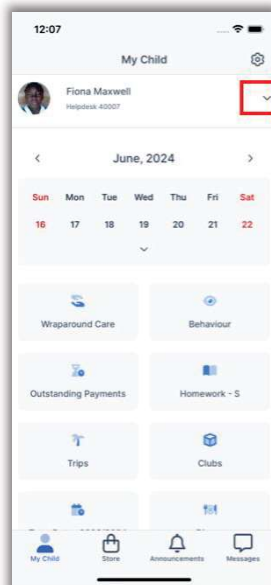 12:07
My Child
Fiona Maxwell
Helpdesk 40007
June, 2024
Sun Mon Tue Wed Thu Fri Sat
16 17 18 19 20 21 22
Wraparound Care Behaviour
Outstanding Payments Homework - S
Trips Clubs
My Child Store Announcements Messages